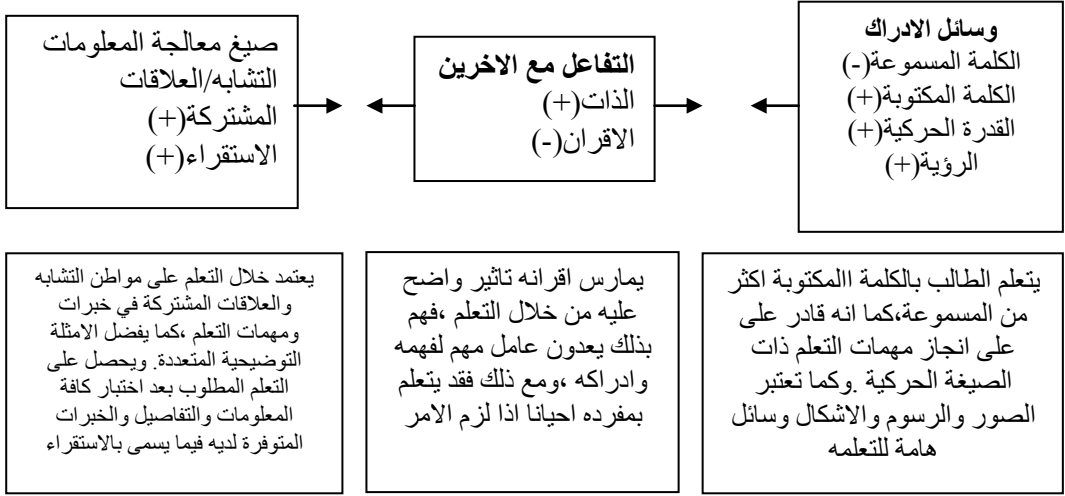 وسائل الادراك
الكلمة المسموعة(-)
الكلمة المكتوبة(+)
القدرة الحركية(+)
الرؤية(+)
التفاعل مع الاخرين
الذات(+)
الاقران(-)
صيغ معالجة المعلومات
التشابه/العلاقات
المشتركة(+)
الاستقراء(+)
يتعلم الطالب بالكلمة االمكتوبة اكثر
من المسموعة،كما انه قادر على
على انجاز مهمات التعلم ذات
الصيغة الحركية .وكما تعتبر
الصور والرسوم والاشكال وسائل
هامة للتعلمه
يمارس اقرانه تاثير واضح
عليه من خلال التعلم ،فهم
بذلك يعدون عامل مهم لفهمه
وادراكه ،ومع ذلك فقد يتعلم
بمفرده احيانا اذا لزم الامر
يعتمد خلال التعلم على مواطن التشابه
والعلاقات المشتركة في خبرات
ومهمات التعلم ،كما يفضل الامثلة
التوضيحية المتعددة. ويحصل على
التعلم المطلوب بعد اختبار كافة
المعلومات والتفاصيل والخبرات
المتوفرة لديه فيما يسمى بالاستقراء